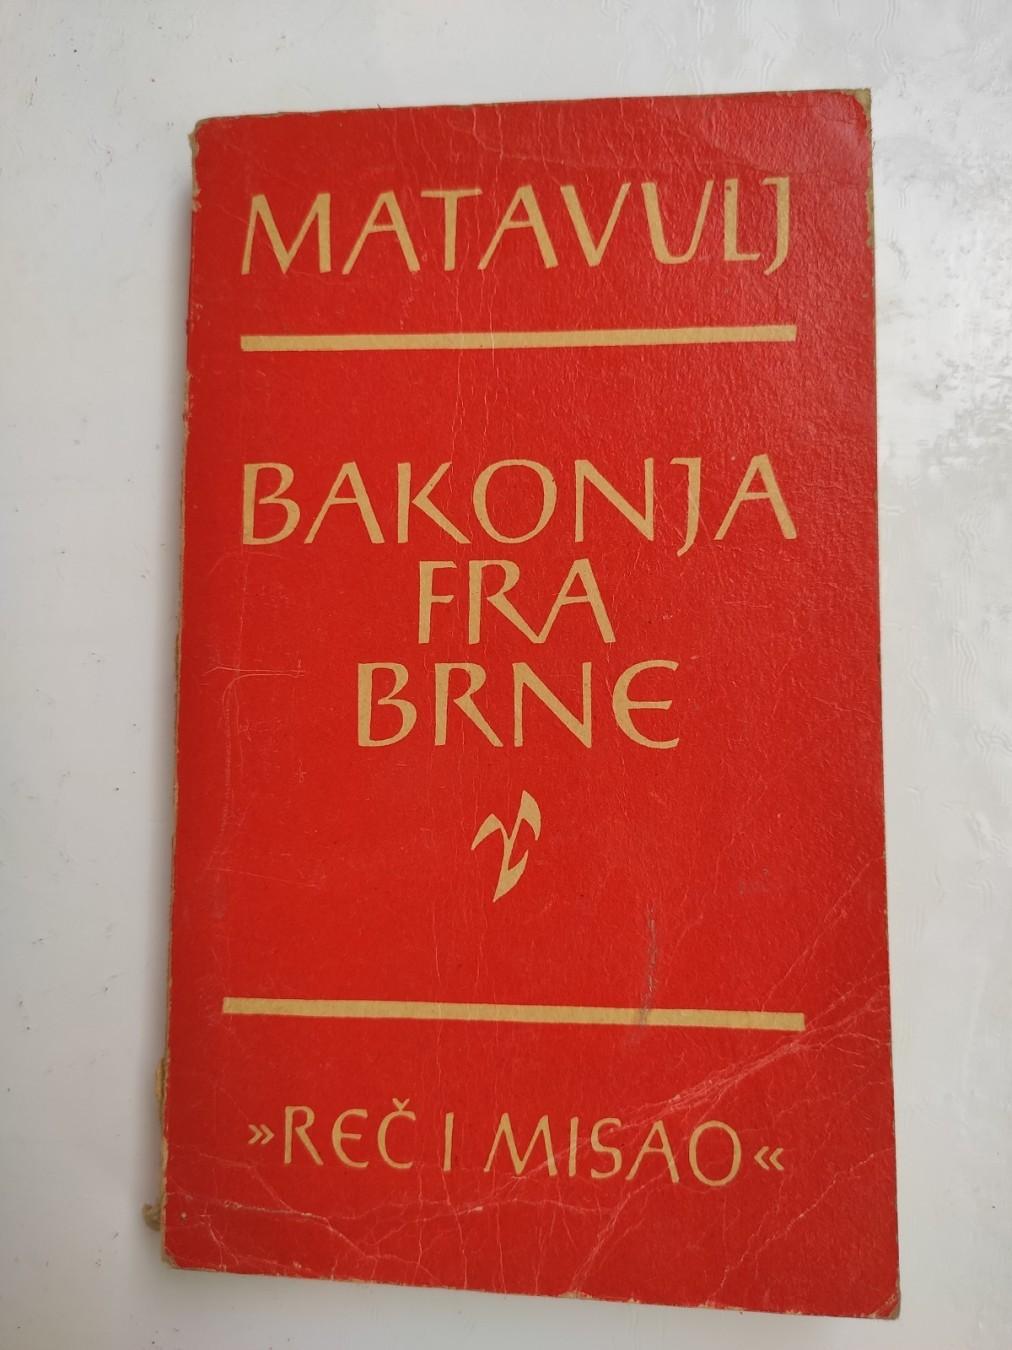 MATAVULJ
BAKONJA
FRA
BRNE
»REČ I MISAO«